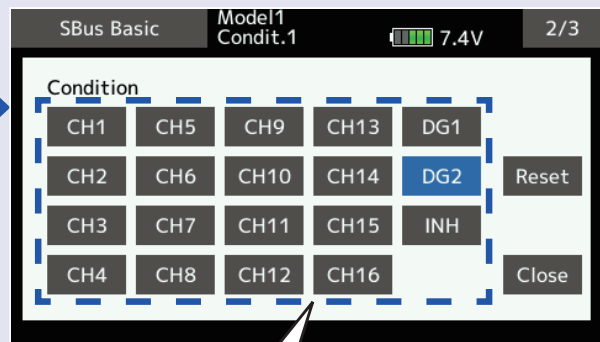 SBus Basic Model1 7.4V 2/3
Condit.1
Condition
CH1 CH5 CH9 CH13 DG1
CH2 CH6 CH10 CH14 DG2 Reset
CH3 CH7 CH11 CH15 INH
CH4 CH8 CH12 CH16 Close